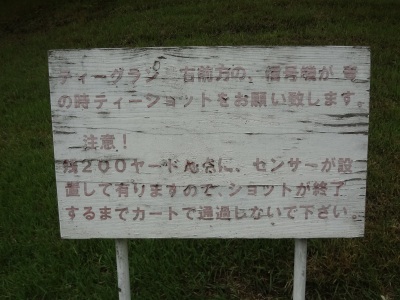 ティーグラン 右前方の、信号機が 青
の時ティーショットをお願い致します。
注意！
残２００ヤード に、センサーが設
置して有りますので、ショットが終了
するまでカートで通過しないで下さい。